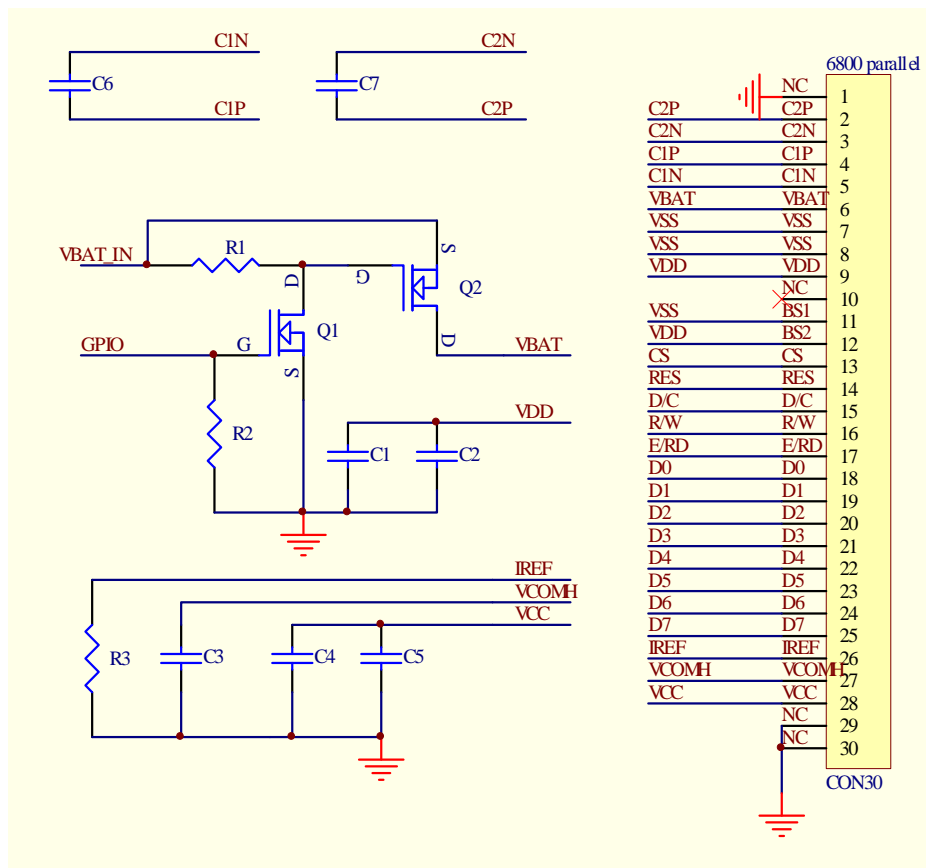 C1N
C6
C1P
C2N
C7
C2P
VBAT_IN
R1
D
G
S
Q2
D
VBAT
GPIO
G
Q1
S
R2
VDD
C1
C2
IREF
VCOMH
VCC
R3
C3
C4
C5
6800 parallel
NC 1
C2P C2P 2
C2N C2N 3
C1P C1P 4
C1N C1N 5
VBAT VBAT 6
VSS VSS 7
VSS VSS 8
VDD VDD 9
NC 10
VSS BS1 11
VDD BS2 12
CS CS 13
RES RES 14
D/C D/C 15
R/W R/W 16
E/RD E/RD 17
D0 D0 18
D1 D1 19
D2 D2 20
D3 D3 21
D4 D4 22
D5 D5 23
D6 D6 24
D7 D7 25
IREF IREF 26
VCOMH VCOMH 27
VCC VCC 28
NC 29
NC 30
CON30